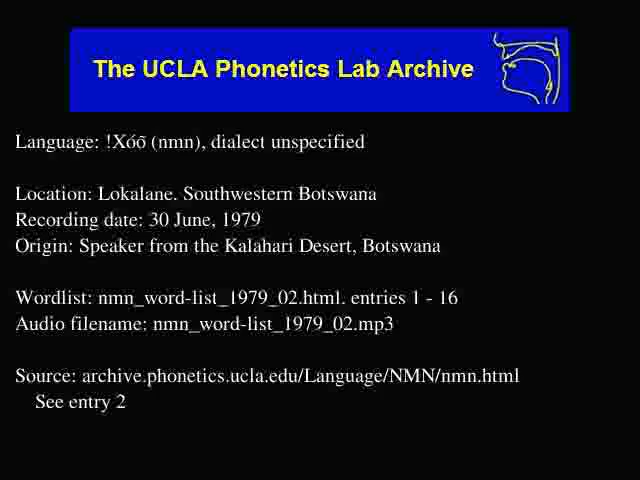 The UCLA Phonetics Lab Archive
Language: !Xóõ (nmn), dialect unspecified
Location: Lokalane. Southwestern Botswana
Recording date: 30 June, 1979
Origin: Speaker from the Kalahari Desert, Botswana
Wordlist: nmn_word-list_1979_02.html. entries 1 - 16
Audio filename: nmn_word-list_1979_02.mp3
Source: archive.phonetics.ucla.edu/Language/NMN/nmn.html
See entry 2